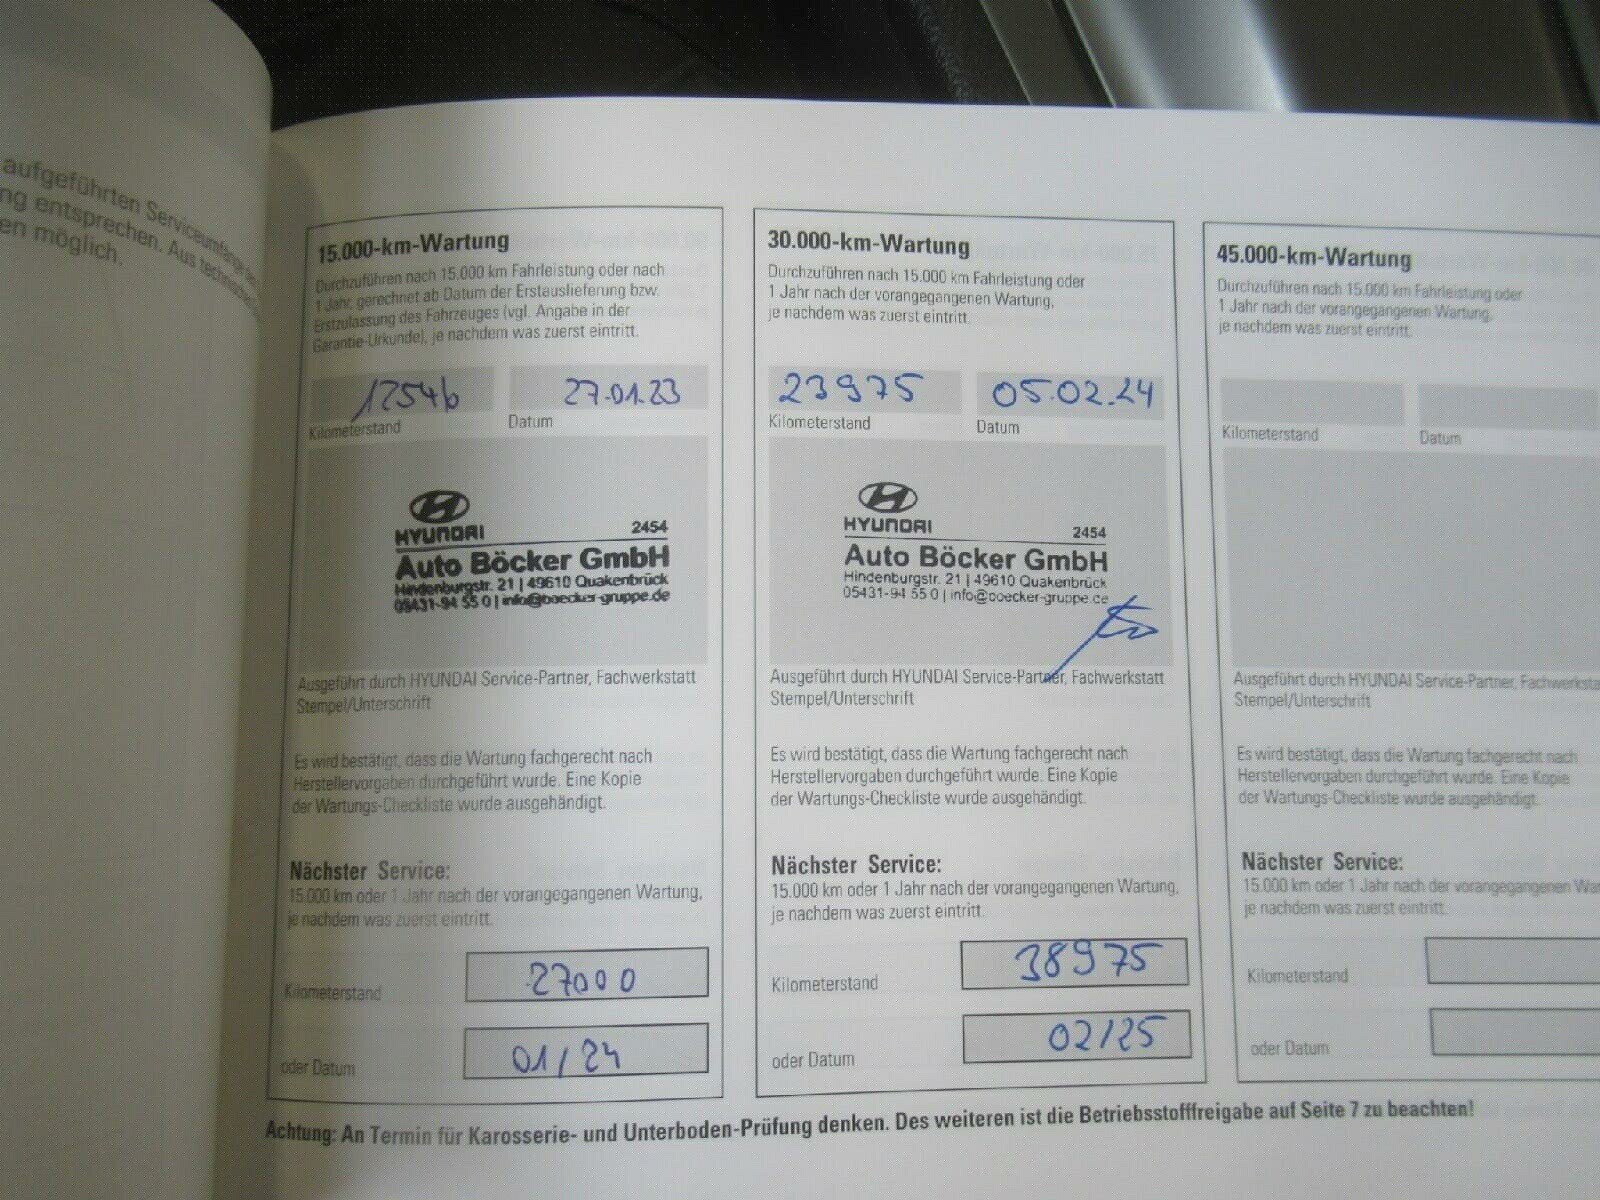 aufgeführten Serviceumfänge
ng entsprechen. Aus technischen
en möglich.
15.000-km-Wartung
Durchzuführen nach 15.000 km Fahrleistung oder nach
1 Jahr, gerechnet ab Datum der Erstauslieferung bzw.
Erstzulassung des Fahrzeuges (vgl. Angabe in der
Garantie-Urkunde), je nachdem was zuerst eintritt.
12546 27.01.23
Kilometerstand Datum
HYUNDAI 2454
Auto Böcker GmbH
Hindenburgstr. 21 | 49610 Quakenbrück
05431-94 55 0 | info@boecker-gruppe.de
Ausgeführt durch HYUNDAI Service-Partner, Fachwerkstatt
Stempel/Unterschrift
Es wird bestätigt, dass die Wartung fachgerecht nach
Herstellervorgaben durchgeführt wurde. Eine Kopie
der Wartungs-Checkliste wurde ausgehändigt.
Nächster Service:
15.000 km oder 1 Jahr nach der vorangegangenen Wartung,
je nachdem was zuerst eintritt.
Kilometerstand 27000
oder Datum 01/24
30.000-km-Wartung
Durchzuführen nach 15.000 km Fahrleistung oder
1 Jahr nach der vorangegangenen Wartung,
je nachdem was zuerst eintritt.
23975 05.02.24
Kilometerstand Datum
HYUNDAI 2454
Auto Böcker GmbH
Hindenburgstr. 21 | 49610 Quakenbrück
05431-94 55 0 | info@boecker-gruppe.de
Ausgeführt durch HYUNDAI Service-Partner, Fachwerkstatt
Stempel/Unterschrift
Es wird bestätigt, dass die Wartung fachgerecht nach
Herstellervorgaben durchgeführt wurde. Eine Kopie
der Wartungs-Checkliste wurde ausgehändigt.
Nächster Service:
15.000 km oder 1 Jahr nach der vorangegangenen Wartung,
je nachdem was zuerst eintritt.
Kilometerstand 38975
oder Datum 02/25
45.000-km-Wartung
Durchzuführen nach 15.000 km Fahrleistung oder
1 Jahr nach der vorangegangenen Wartung,
je nachdem was zuerst eintritt.
Kilometerstand Datum
Ausgeführt durch HYUNDAI Service-Partner, Fachwerksta
Stempel/Unterschrift
Es wird bestätigt, dass die Wartung fachgerecht nach
Herstellervorgaben durchgeführt wurde. Eine Kopie
der Wartungs-Checkliste wurde ausgehändigt.
Nächster Service:
15.000 km oder 1 Jahr nach der vorangegangenen Wa
je nachdem was zuerst eintritt.
Kilometerstand
oder Datum
Achtung: An Termin für Karosserie- und Unterboden-Prüfung denken. Des weiteren ist die Betriebsstofffreigabe auf Seite 7 zu beachten!